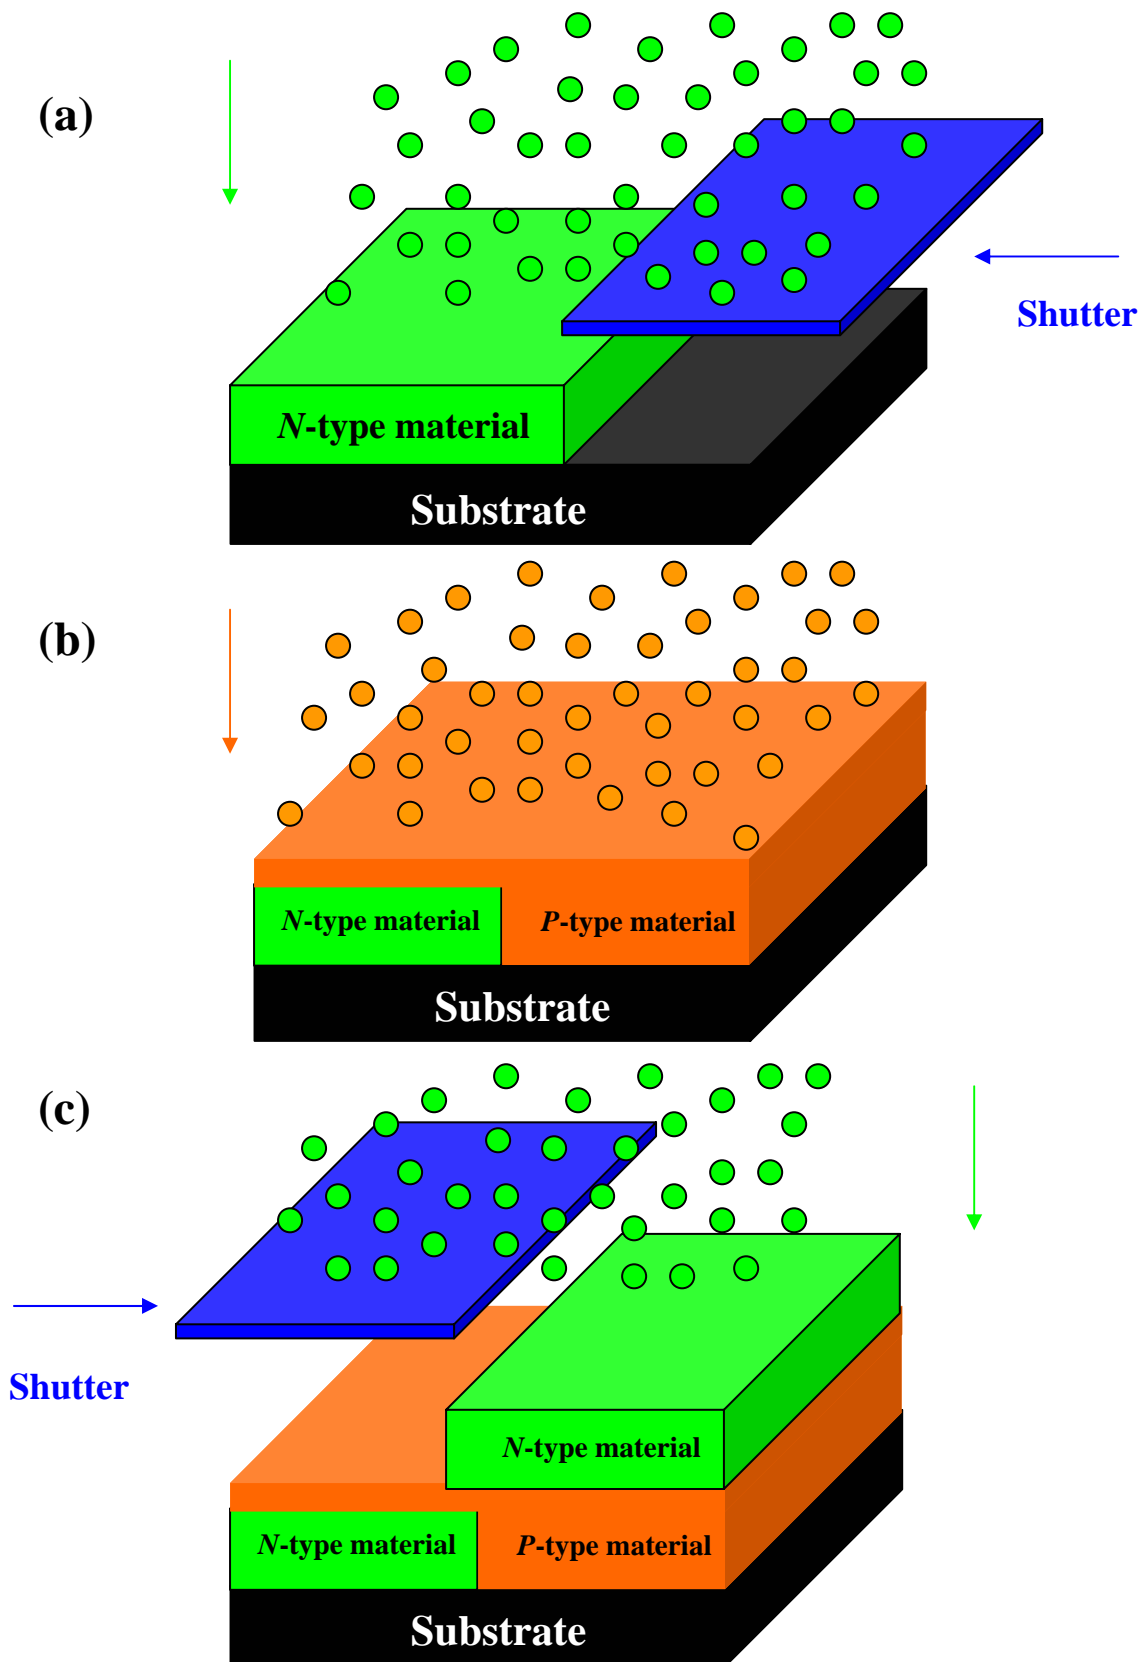 (a)
Shutter
N-type material
Substrate
(b)
N-type material
P-type material
Substrate
(c)
Shutter
N-type material
N-type material
P-type material
Substrate